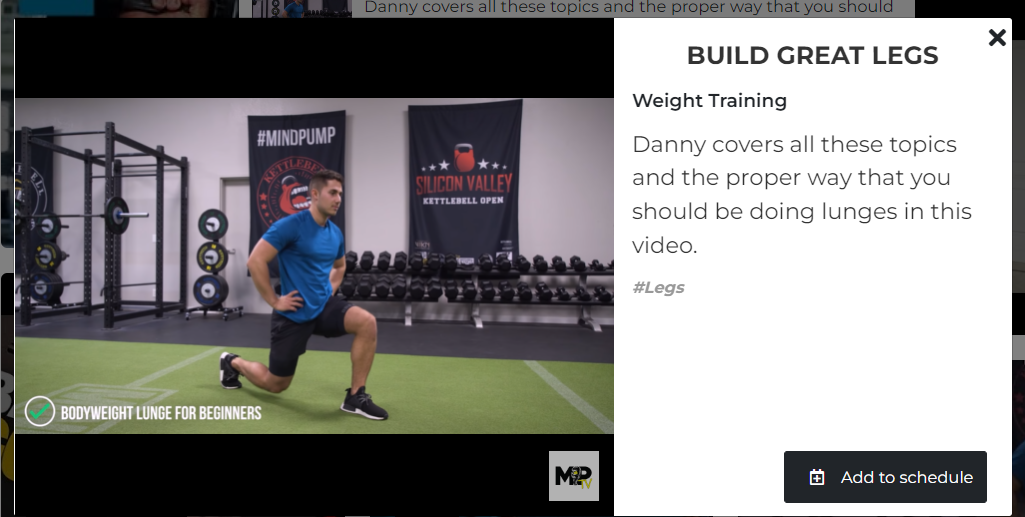 Danny covers all these topics and the proper way that you should
BUILD GREAT LEGS
Weight Training
Danny covers all these topics
and the proper way that you
should be doing lunges in this
video.
#Legs
Add to schedule
#MINDPUMP
KETTLEBELL
SILICON VALLEY
KETTLEBELL OPEN
BODYWEIGHT LUNGE FOR BEGINNERS
MP
TV